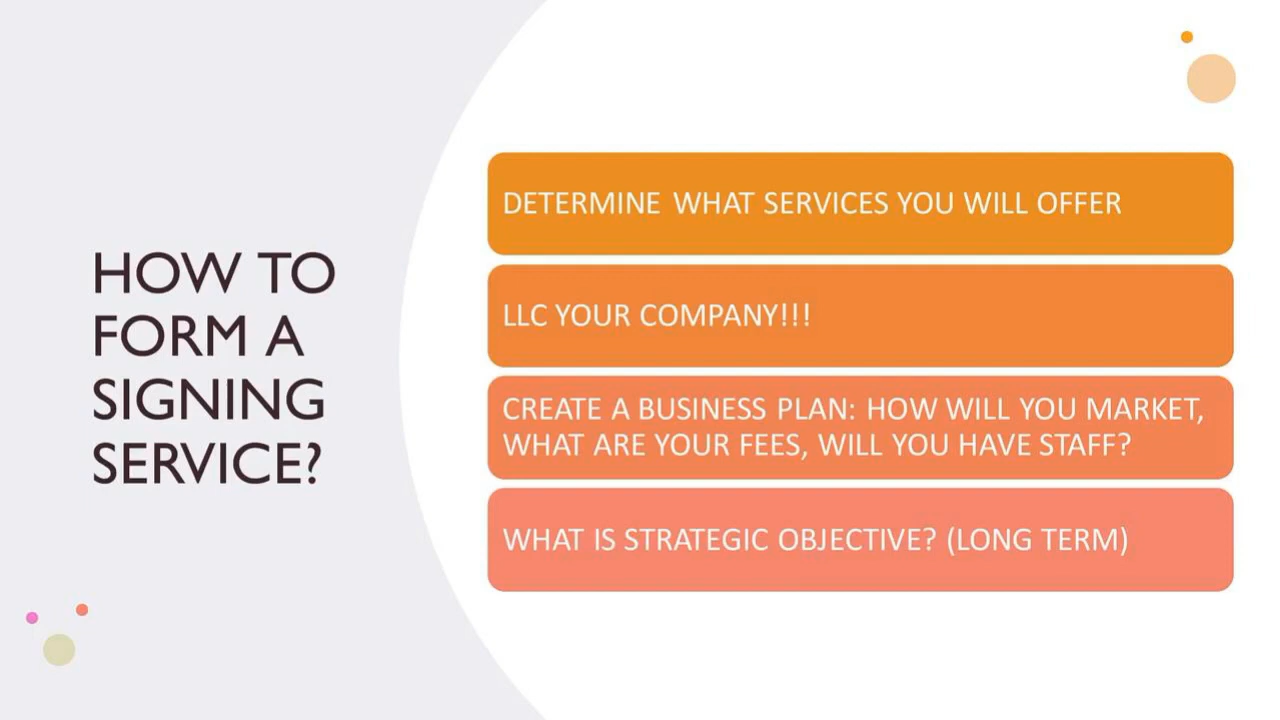 HOW TO
FORM A
SIGNING
SERVICE?
DETERMINE WHAT SERVICES YOU WILL OFFER
LLC YOUR COMPANY!!!
CREATE A BUSINESS PLAN: HOW WILL YOU MARKET,
WHAT ARE YOUR FEES, WILL YOU HAVE STAFF?
WHAT IS STRATEGIC OBJECTIVE? (LONG TERM)